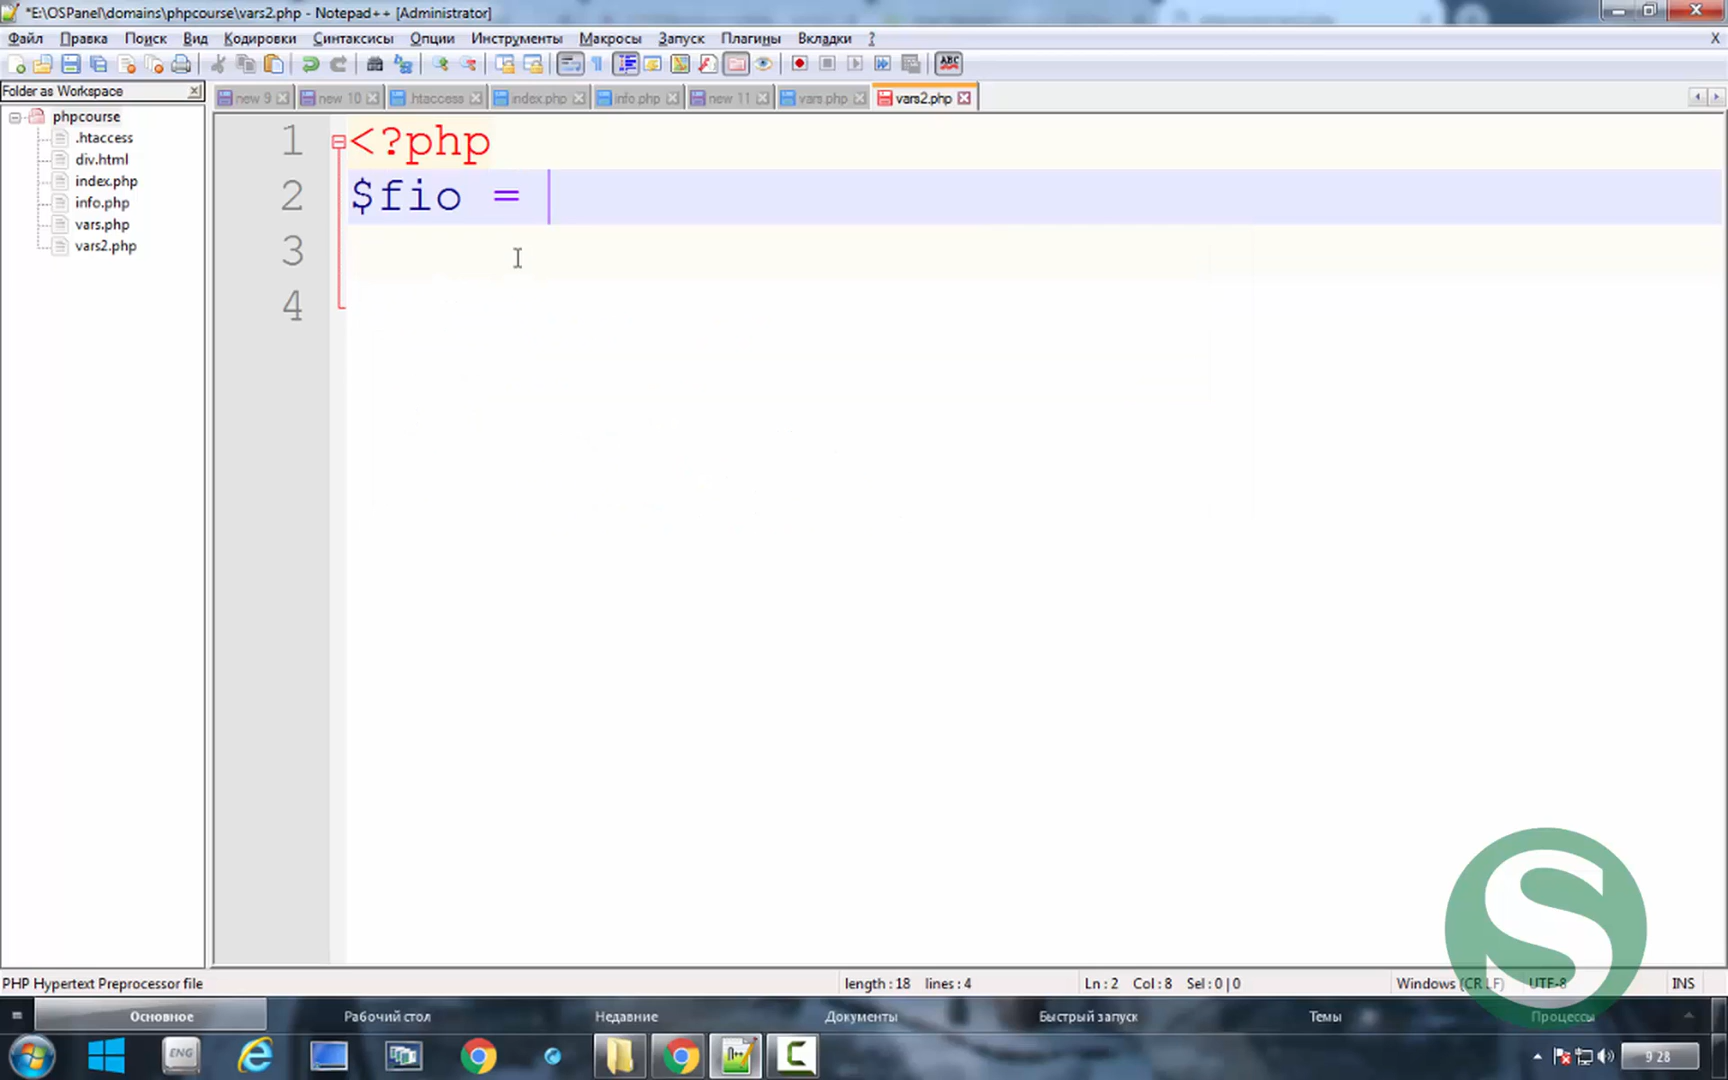 *E:\OSPanel\domains\phpcourse\vars2.php - Notepad++ [Administrator]
Файл Правка Поиск Вид Кодировки Синтаксисы Опции Инструменты Макросы Запуск Плагины Вкладки ? X
Folder as Workspace
new 9 new 10 .htaccess index.php info.php new 11 vars.php vars2.php
phpcourse
.htaccess
div.html
index.php
info.php
vars.php
vars2.php
1 <?php
2 $fio =
3
4
S
PHP Hypertext Preprocessor file length : 18 lines : 4 Ln : 2 Col : 8 Sel : 0 | 0 Windows (CR LF) UTF-8 INS
Основное Рабочий стол Недавние Документы Быстрый запуск Темы Процессы
ENG 9 28